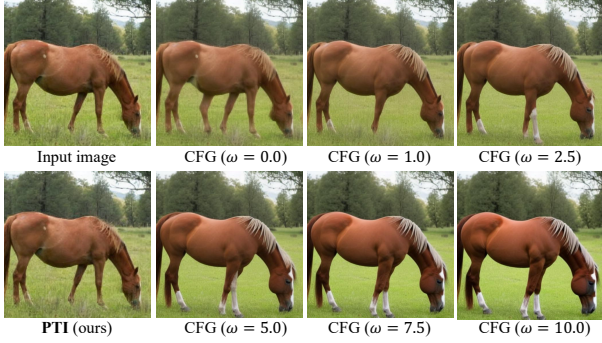 Input image
CFG (ω = 0.0)
CFG (ω = 1.0)
CFG (ω = 2.5)
PTI (ours)
CFG (ω = 5.0)
CFG (ω = 7.5)
CFG (ω = 10.0)